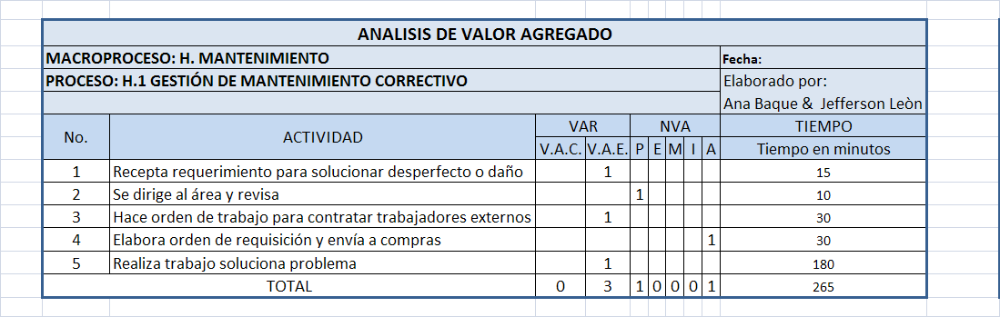 ANALISIS DE VALOR AGREGADO
MACROPROCESO: H. MANTENIMIENTO Fecha:
PROCESO: H.1 GESTIÓN DE MANTENIMIENTO CORRECTIVO Elaborado por:
Ana Baque & Jefferson Leòn
No. ACTIVIDAD VAR NVA TIEMPO
V.A.C. V.A.E. P E M I A Tiempo en minutos
1 Recepta requerimiento para solucionar desperfecto o daño 1 15
2 Se dirige al área y revisa 1 10
3 Hace orden de trabajo para contratar trabajadores externos 1 30
4 Elabora orden de requisición y envía a compras 1 30
5 Realiza trabajo soluciona problema 1 180
TOTAL 0 3 1 0 0 0 1 265